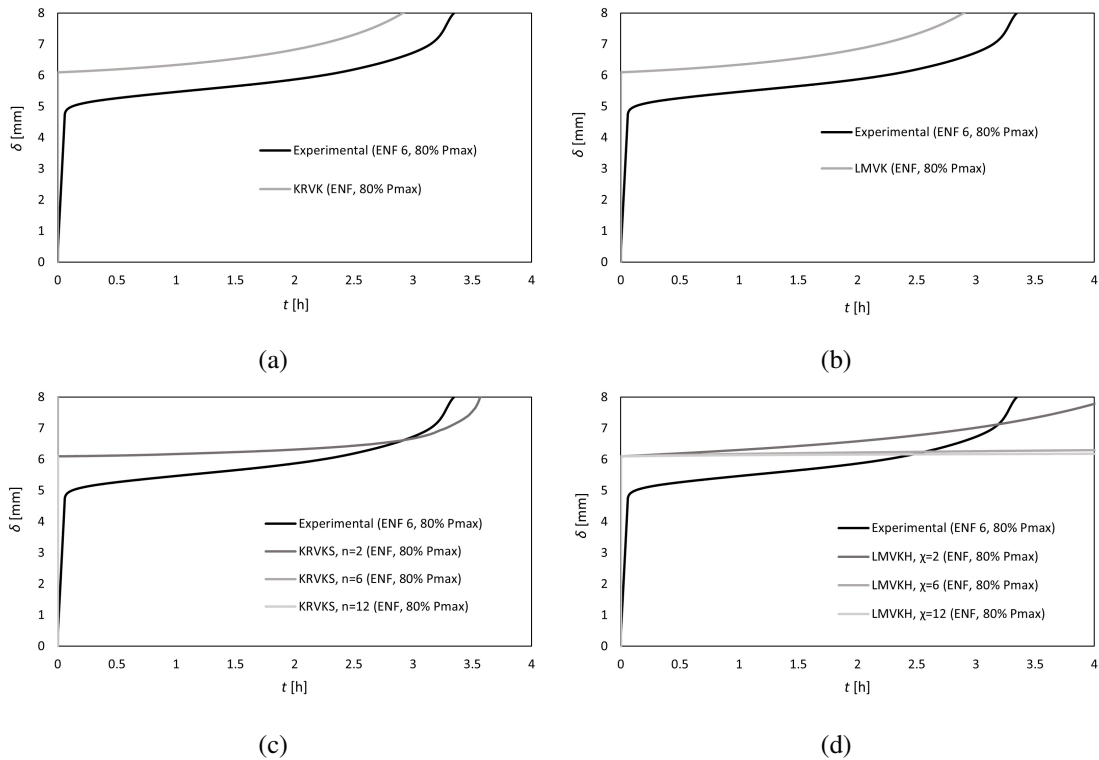 8
7
6
5
4
3
2
1
0
δ [mm]
Experimental (ENF 6, 80% Pmax)
KRVK (ENF, 80% Pmax)
0 0.5 1 1.5 2 2.5 3 3.5 4
t [h]
(a)
8
7
6
5
4
3
2
1
0
δ [mm]
Experimental (ENF 6, 80% Pmax)
LMVK (ENF, 80% Pmax)
0 0.5 1 1.5 2 2.5 3 3.5 4
t [h]
(b)
8
7
6
5
4
3
2
1
0
δ [mm]
Experimental (ENF 6, 80% Pmax)
KRVKS, n=2 (ENF, 80% Pmax)
KRVKS, n=6 (ENF, 80% Pmax)
KRVKS, n=12 (ENF, 80% Pmax)
0 0.5 1 1.5 2 2.5 3 3.5 4
t [h]
(c)
8
7
6
5
4
3
2
1
0
δ [mm]
Experimental (ENF 6, 80% Pmax)
LMVKH, χ=2 (ENF, 80% Pmax)
LMVKH, χ=6 (ENF, 80% Pmax)
LMVKH, χ=12 (ENF, 80% Pmax)
0 0.5 1 1.5 2 2.5 3 3.5 4
t [h]
(d)